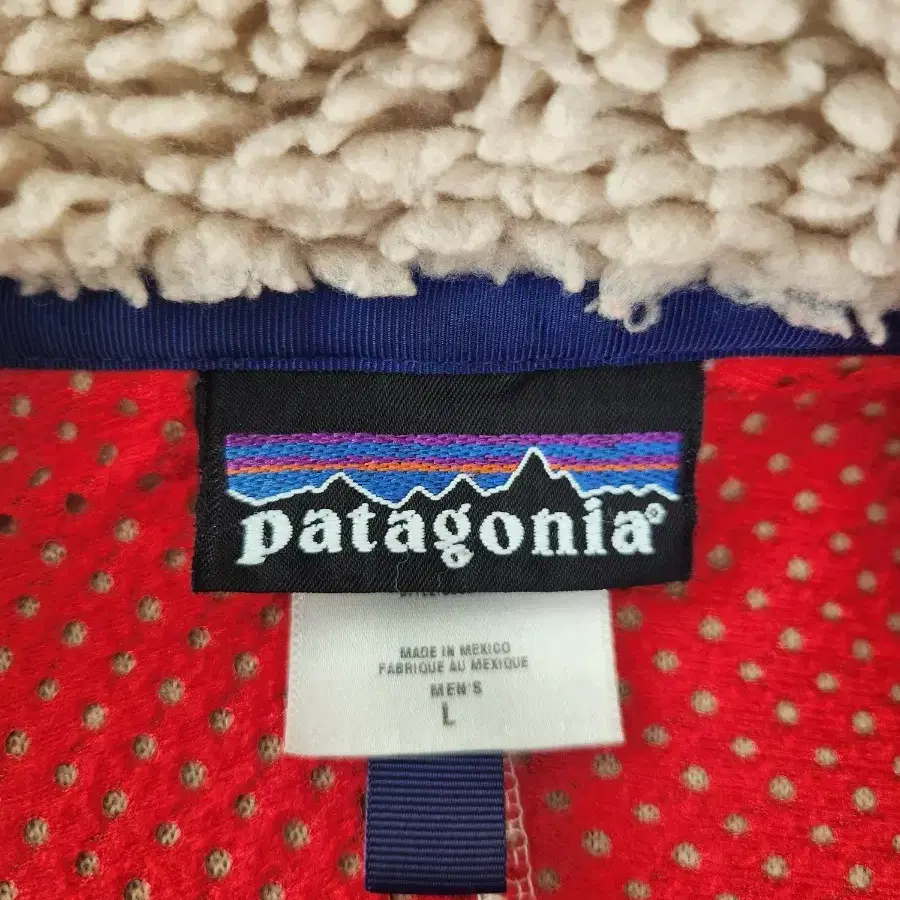 patagonia®
MADE IN MEXICO
FABRIQUE AU MEXIQUE
MEN'S
L